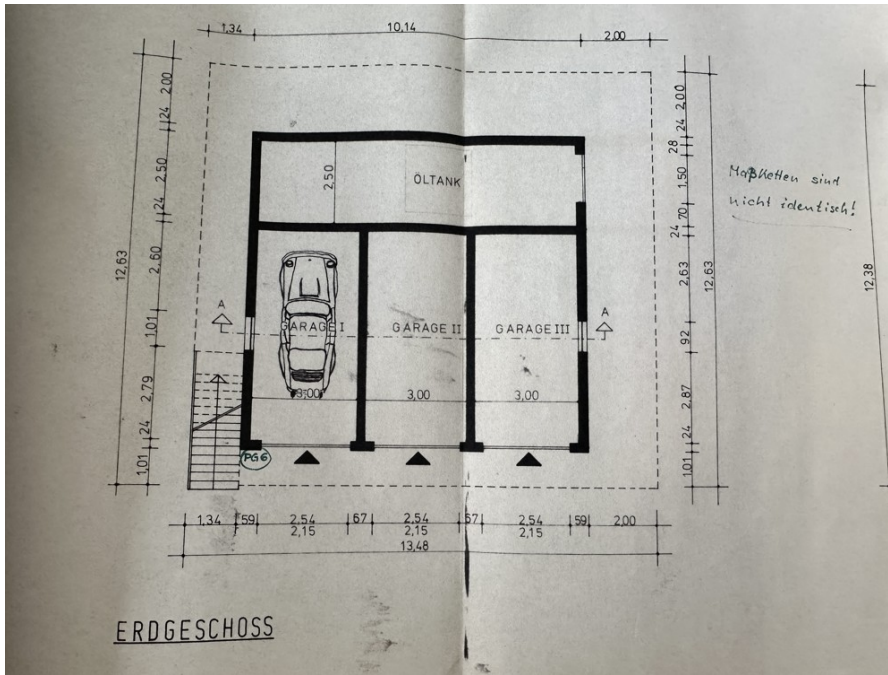 1,34 10,14 2,00
2,00
24
2,50
24
2,60
1,01
2,79
24
1,01
12,63
2,50
ÖLTANK
GARAGE I GARAGE II GARAGE III
A A
3,00 3,00 3,00
PG6
2,00
24
28
1,50
70
24
2,63
92
2,87
24
1,01
12,63
Maßketten sind
nicht identisch!
12,38
1,34 59 2,54 67 2,54 67 2,54 59 2,00
2,15 2,15 2,15
13,48
ERDGESCHOSS